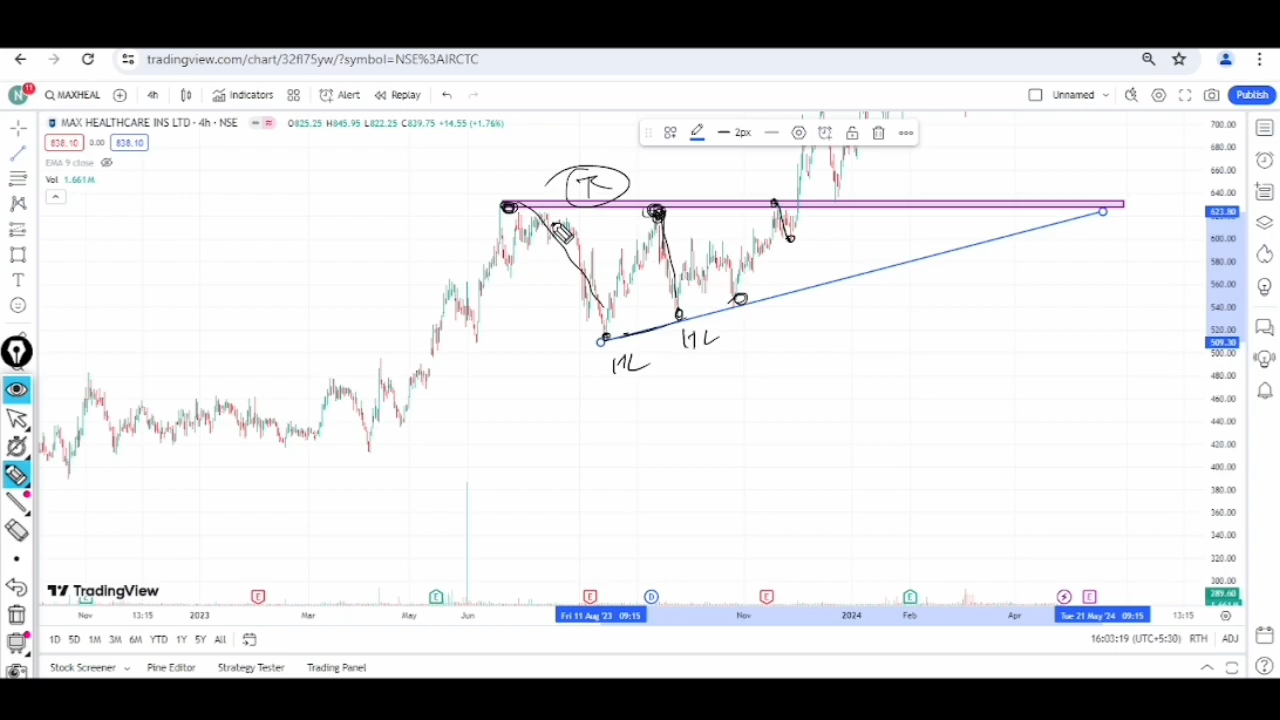 tradingview.com/chart/32fl75yw/?symbol=NSE%3AIRCTC
N 11 MAXHEAL 4h Indicators Alert Replay Unnamed Publish
MAX HEALTHCARE INS LTD · 4h · NSE O825.25 H845.95 L822.25 C839.75 +14.55 (+1.76%)
2px
838.10 0.00 838.10
EMA 9 close
Vol 1.661M
HL
HL
700.00
680.00
660.00
640.00
623.80
600.00
580.00
560.00
540.00
520.00
509.30
500.00
480.00
460.00
440.00
420.00
400.00
380.00
360.00
340.00
320.00
300.00
289.60
TradingView
E E E D E E E
Nov 13:15 2023 Mar May Jun Fri 11 Aug '23 09:15 Nov 2024 Feb Apr Tue 21 May '24 09:15 13:15
1D 5D 1M 3M 6M YTD 1Y 5Y All 16:03:19 (UTC+5:30) RTH ADJ
Stock Screener Pine Editor Strategy Tester Trading Panel